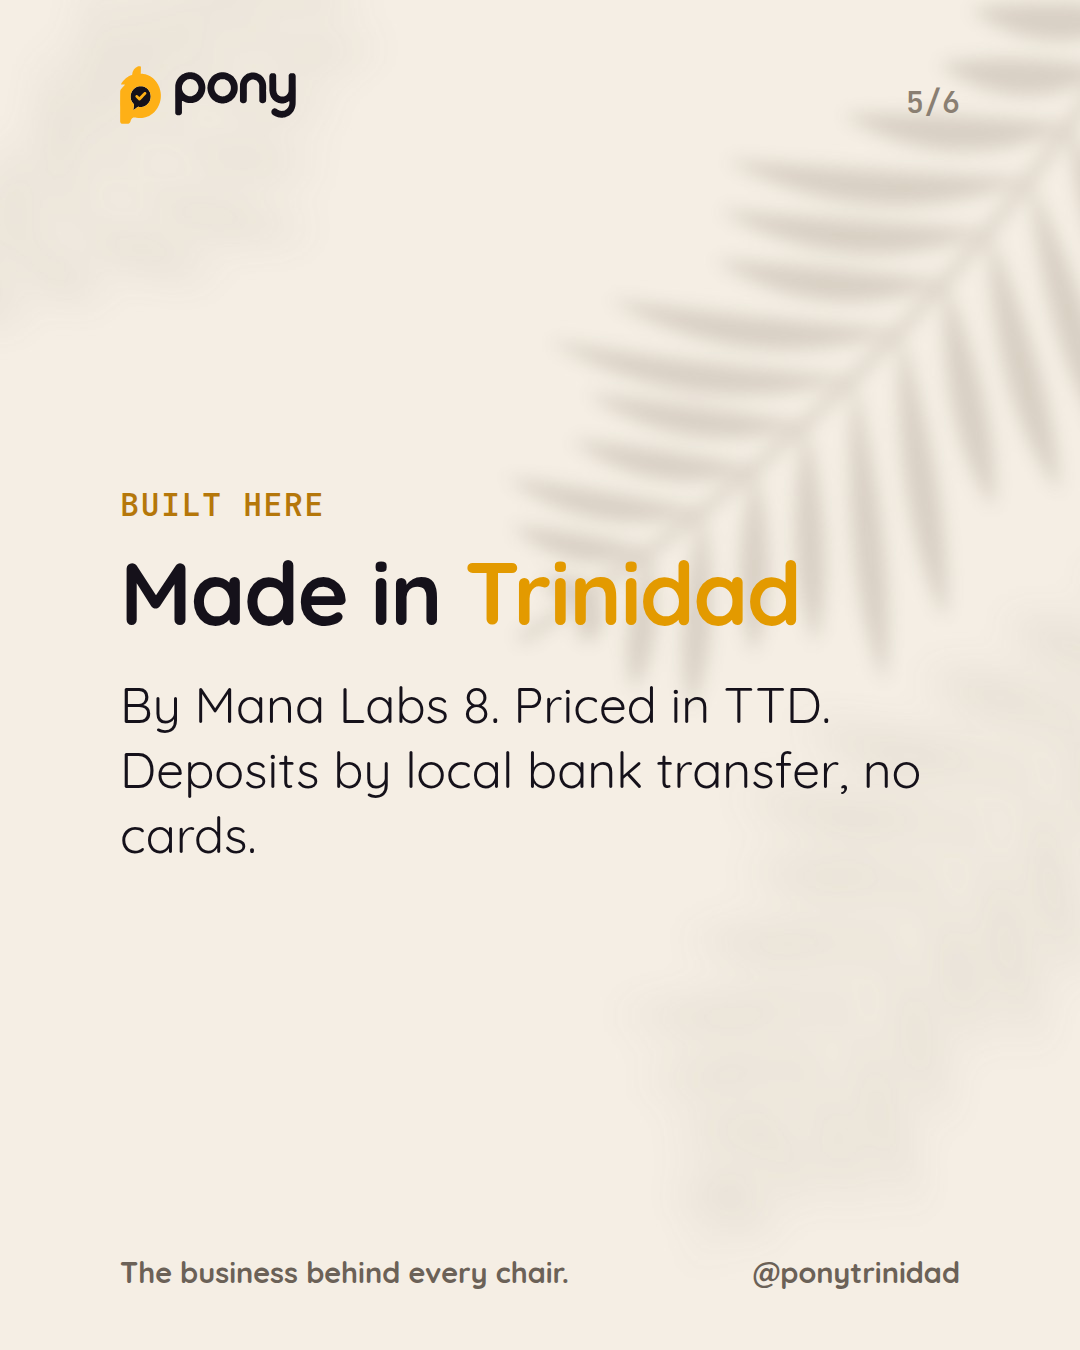 pony
5/6
BUILT HERE
Made in Trinidad
By Mana Labs 8. Priced in TTD.
Deposits by local bank transfer, no
cards.
The business behind every chair.
@ponytrinidad